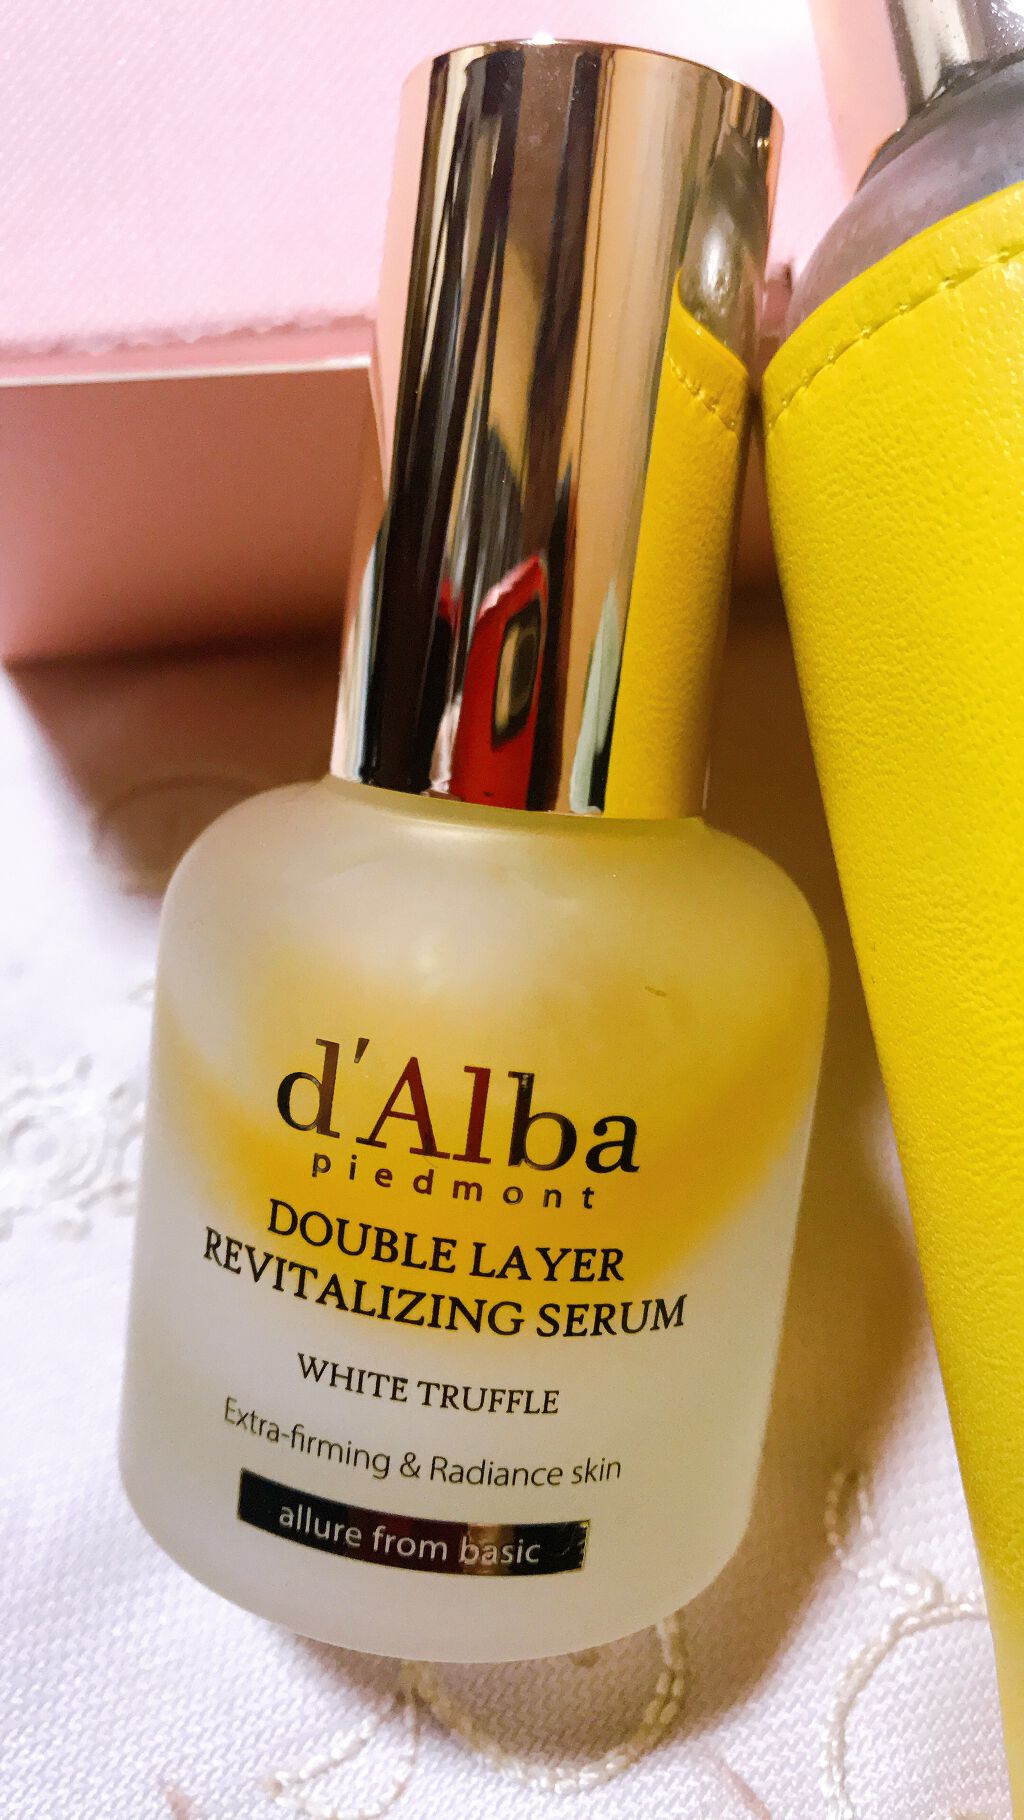 d'Alba
piedmont
DOUBLE LAYER
REVITALIZING SERUM
WHITE TRUFFLE
Extra-firming & Radiance skin
allure from basic